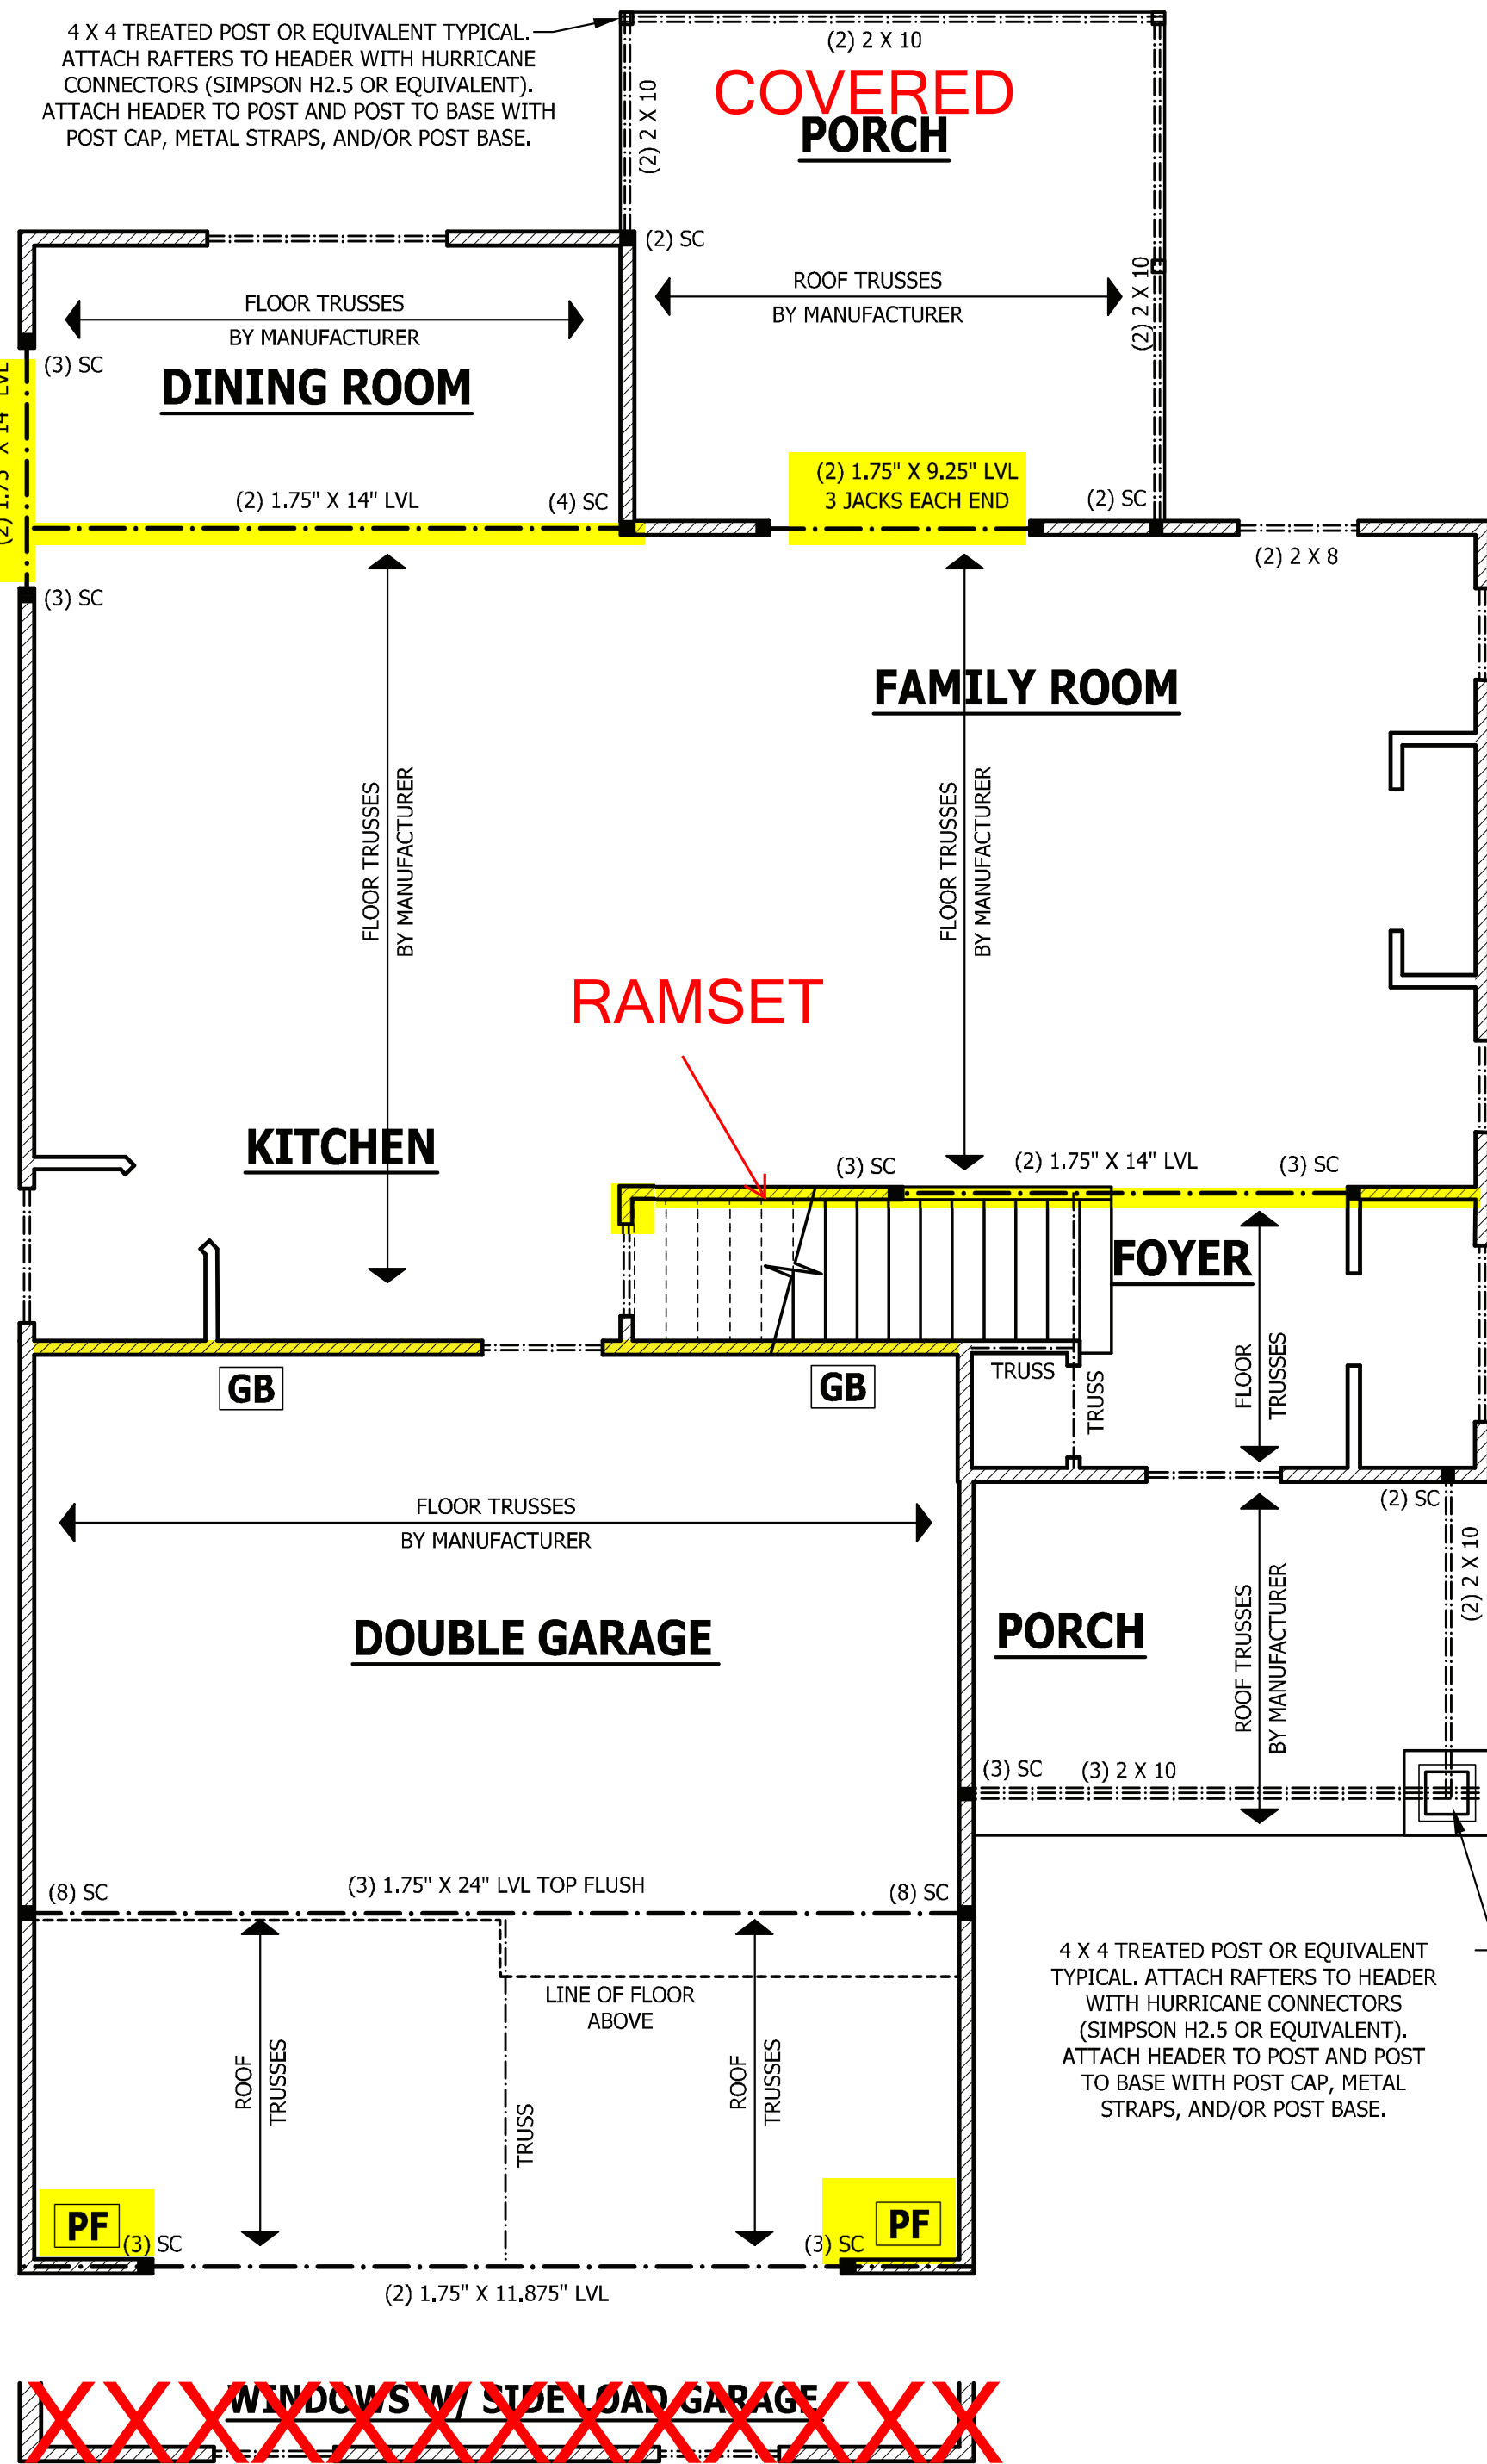 4 X 4 TREATED POST OR EQUIVALENT TYPICAL.
ATTACH RAFTERS TO HEADER WITH HURRICANE
CONNECTORS (SIMPSON H2.5 OR EQUIVALENT).
ATTACH HEADER TO POST AND POST TO BASE WITH
POST CAP, METAL STRAPS, AND/OR POST BASE.
(2) 2 X 10
(2) 2 X 10
COVERED
PORCH
(2) SC
ROOF TRUSSES
BY MANUFACTURER
(2) 2 X 10
FLOOR TRUSSES
BY MANUFACTURER
(3) SC
DINING ROOM
(2) 1.75" X 14" LVL
(2) 1.75" X 14" LVL
(4) SC
(2) 1.75" X 9.25" LVL
3 JACKS EACH END
(2) SC
(2) 2 X 8
(3) SC
FAMILY ROOM
FLOOR TRUSSES
BY MANUFACTURER
FLOOR TRUSSES
BY MANUFACTURER
RAMSET
KITCHEN
(3) SC
(2) 1.75" X 14" LVL
(3) SC
FOYER
GB
GB
TRUSS
TRUSS
FLOOR
TRUSSES
(2) SC
FLOOR TRUSSES
BY MANUFACTURER
DOUBLE GARAGE
PORCH
ROOF TRUSSES
BY MANUFACTURER
(2) 2 X 10
(3) SC
(3) 2 X 10
(8) SC
(3) 1.75" X 24" LVL TOP FLUSH
(8) SC
LINE OF FLOOR
ABOVE
ROOF
TRUSSES
TRUSS
ROOF
TRUSSES
4 X 4 TREATED POST OR EQUIVALENT
TYPICAL. ATTACH RAFTERS TO HEADER
WITH HURRICANE CONNECTORS
(SIMPSON H2.5 OR EQUIVALENT).
ATTACH HEADER TO POST AND POST
TO BASE WITH POST CAP, METAL
STRAPS, AND/OR POST BASE.
PF
(3) SC
(3) SC
PF
(2) 1.75" X 11.875" LVL
WINDOWS W/ SIDE LOAD GARAGE